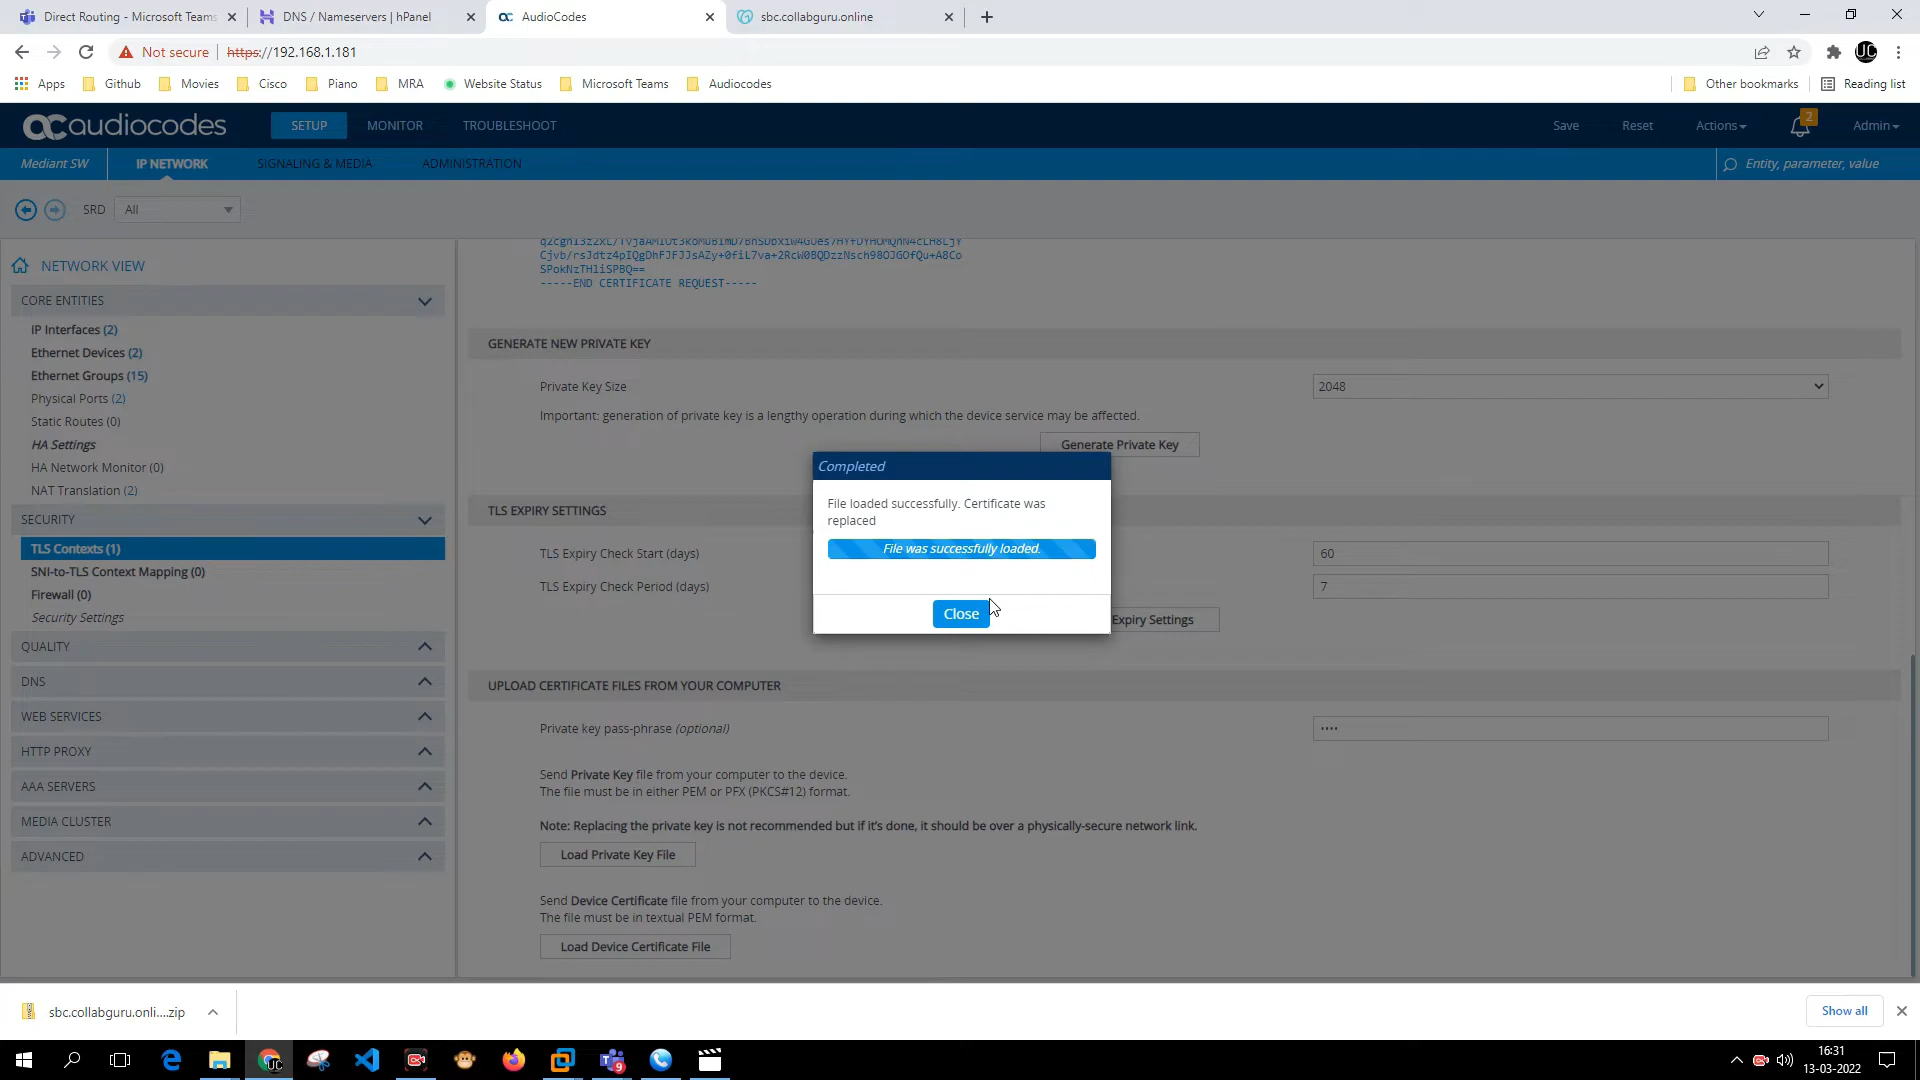 Direct Routing - Microsoft Teams
DNS / Nameservers | hPanel
AudioCodes
sbc.collabguru.online
Not secure
https://192.168.1.181
Apps
Github
Movies
Cisco
Piano
MRA
Website Status
Microsoft Teams
Audiocodes
Other bookmarks
Reading list
audiocodes
SETUP
MONITOR
TROUBLESHOOT
Save
Reset
Actions
2
Admin
Mediant SW
IP NETWORK
SIGNALING & MEDIA
ADMINISTRATION
Entity, parameter, value
SRD
All
NETWORK VIEW
CORE ENTITIES
IP Interfaces (2)
Ethernet Devices (2)
Ethernet Groups (15)
Physical Ports (2)
Static Routes (0)
HA Settings
HA Network Monitor (0)
NAT Translation (2)
SECURITY
TLS Contexts (1)
SNI-to-TLS Context Mapping (0)
Firewall (0)
Security Settings
QUALITY
DNS
WEB SERVICES
HTTP PROXY
AAA SERVERS
MEDIA CLUSTER
ADVANCED
SPokNzTHliSPBQ==
-----END CERTIFICATE REQUEST-----
GENERATE NEW PRIVATE KEY
Private Key Size
2048
Important: generation of private key is a lengthy operation during which the device service may be affected.
Generate Private Key
Completed
File loaded successfully. Certificate was
replaced
File was successfully loaded.
Close
TLS EXPIRY SETTINGS
TLS Expiry Check Start (days)
60
TLS Expiry Check Period (days)
7
Expiry Settings
UPLOAD CERTIFICATE FILES FROM YOUR COMPUTER
Private key pass-phrase (optional)
••••
Send Private Key file from your computer to the device.
The file must be in either PEM or PFX (PKCS#12) format.
Note: Replacing the private key is not recommended but if it's done, it should be over a physically-secure network link.
Load Private Key File
Send Device Certificate file from your computer to the device.
The file must be in textual PEM format.
Load Device Certificate File
sbc.collabguru.onli....zip
Show all
UC
9
16:31
13-03-2022